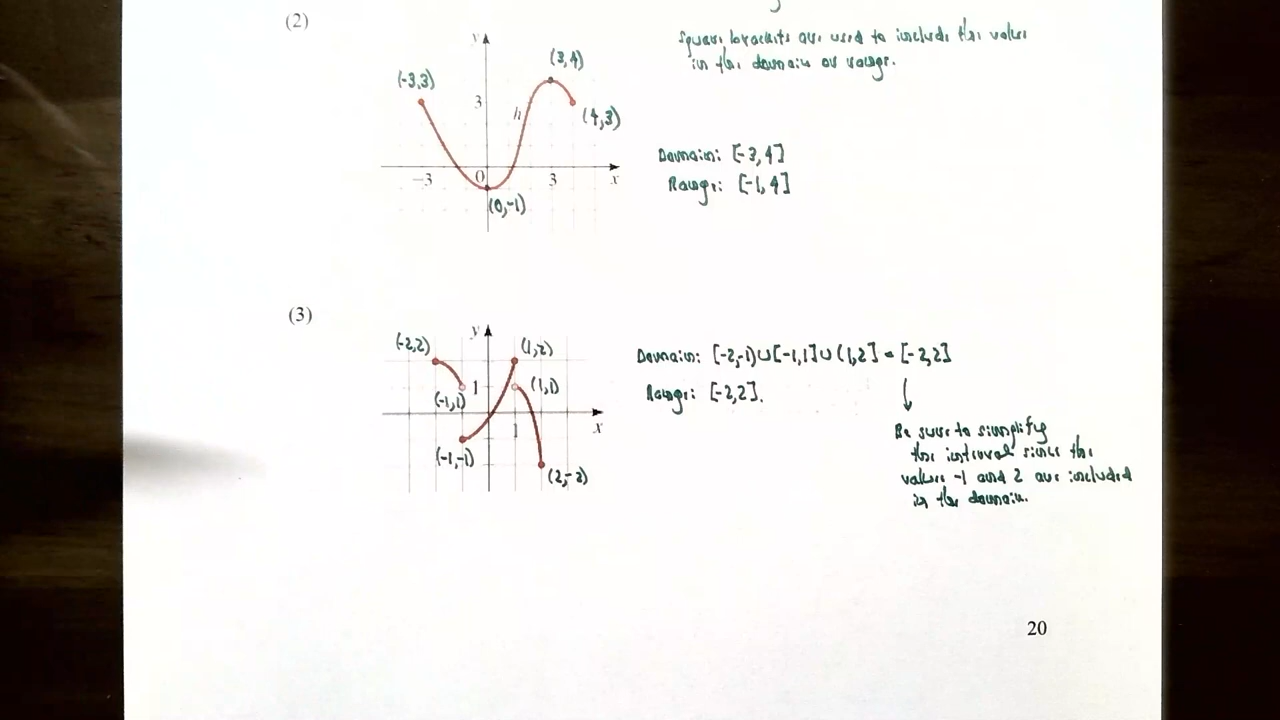 (2)
Square brackets are used to include the values
in the domain or range.
y
(3,4)
(-3,3)
3
h
(4,3)
Domain: [-3,4]
-3
0
3
x
Range: [-1,4]
(0,-1)
(3)
y
(-2,2)
(1,2)
Domain: [-2,-1)∪[-1,1]∪(1,2] = [-2,2]
1
(1,1)
Range: [-2,2].
(-1,1)
1
x
Be sure to simplify
(-1,-1)
the interval since the
(2,-2)
values -1 and 2 are included
in the domain.
20